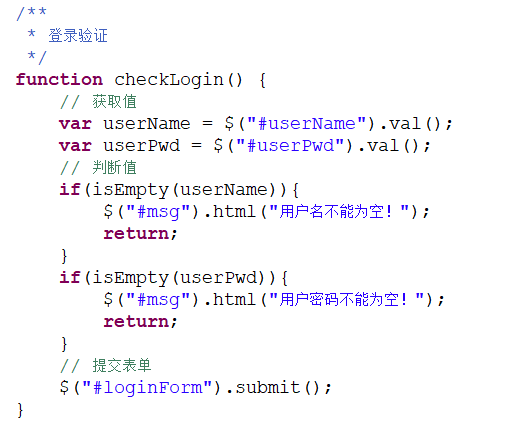 /**
 * 登录验证
 */
function checkLogin() {
    // 获取值
    var userName = $("#userName").val();
    var userPwd = $("#userPwd").val();
    // 判断值
    if(isEmpty(userName)){
        $("#msg").html("用户名不能为空！");
        return;
    }
    if(isEmpty(userPwd)){
        $("#msg").html("用户密码不能为空！");
        return;
    }
    // 提交表单
    $("#loginForm").submit();
}